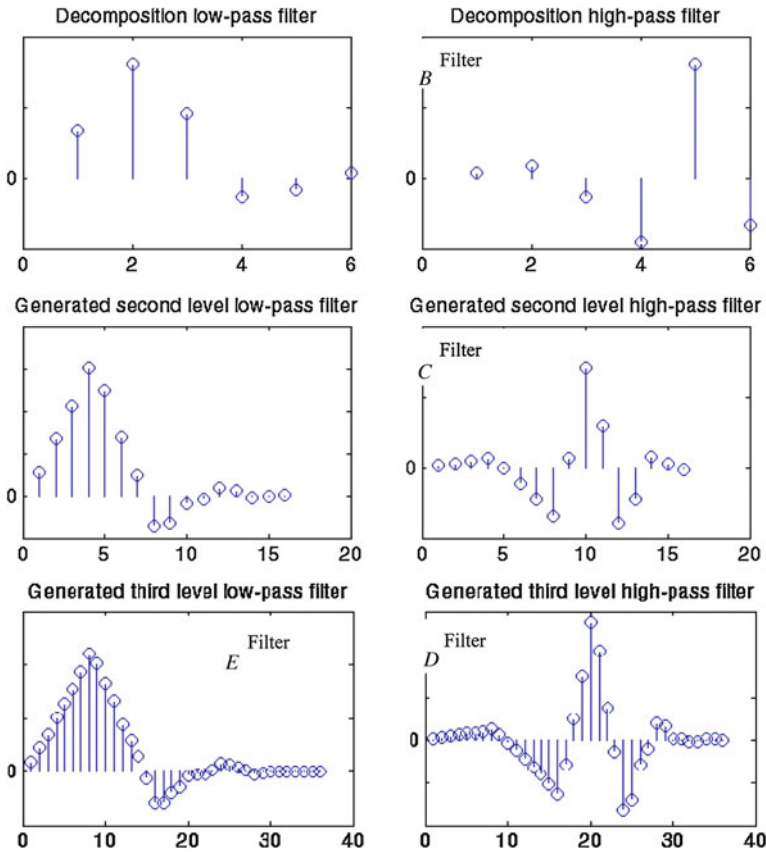 Decomposition low-pass filter
0
0 2 4 6
Decomposition high-pass filter
Filter
B
0
0 2 4 6
Generated second level low-pass filter
0
0 5 10 15 20
Generated second level high-pass filter
Filter
C
0
0 5 10 15 20
Generated third level low-pass filter
Filter
E
0
0 10 20 30 40
Generated third level high-pass filter
Filter
D
0
0 10 20 30 40